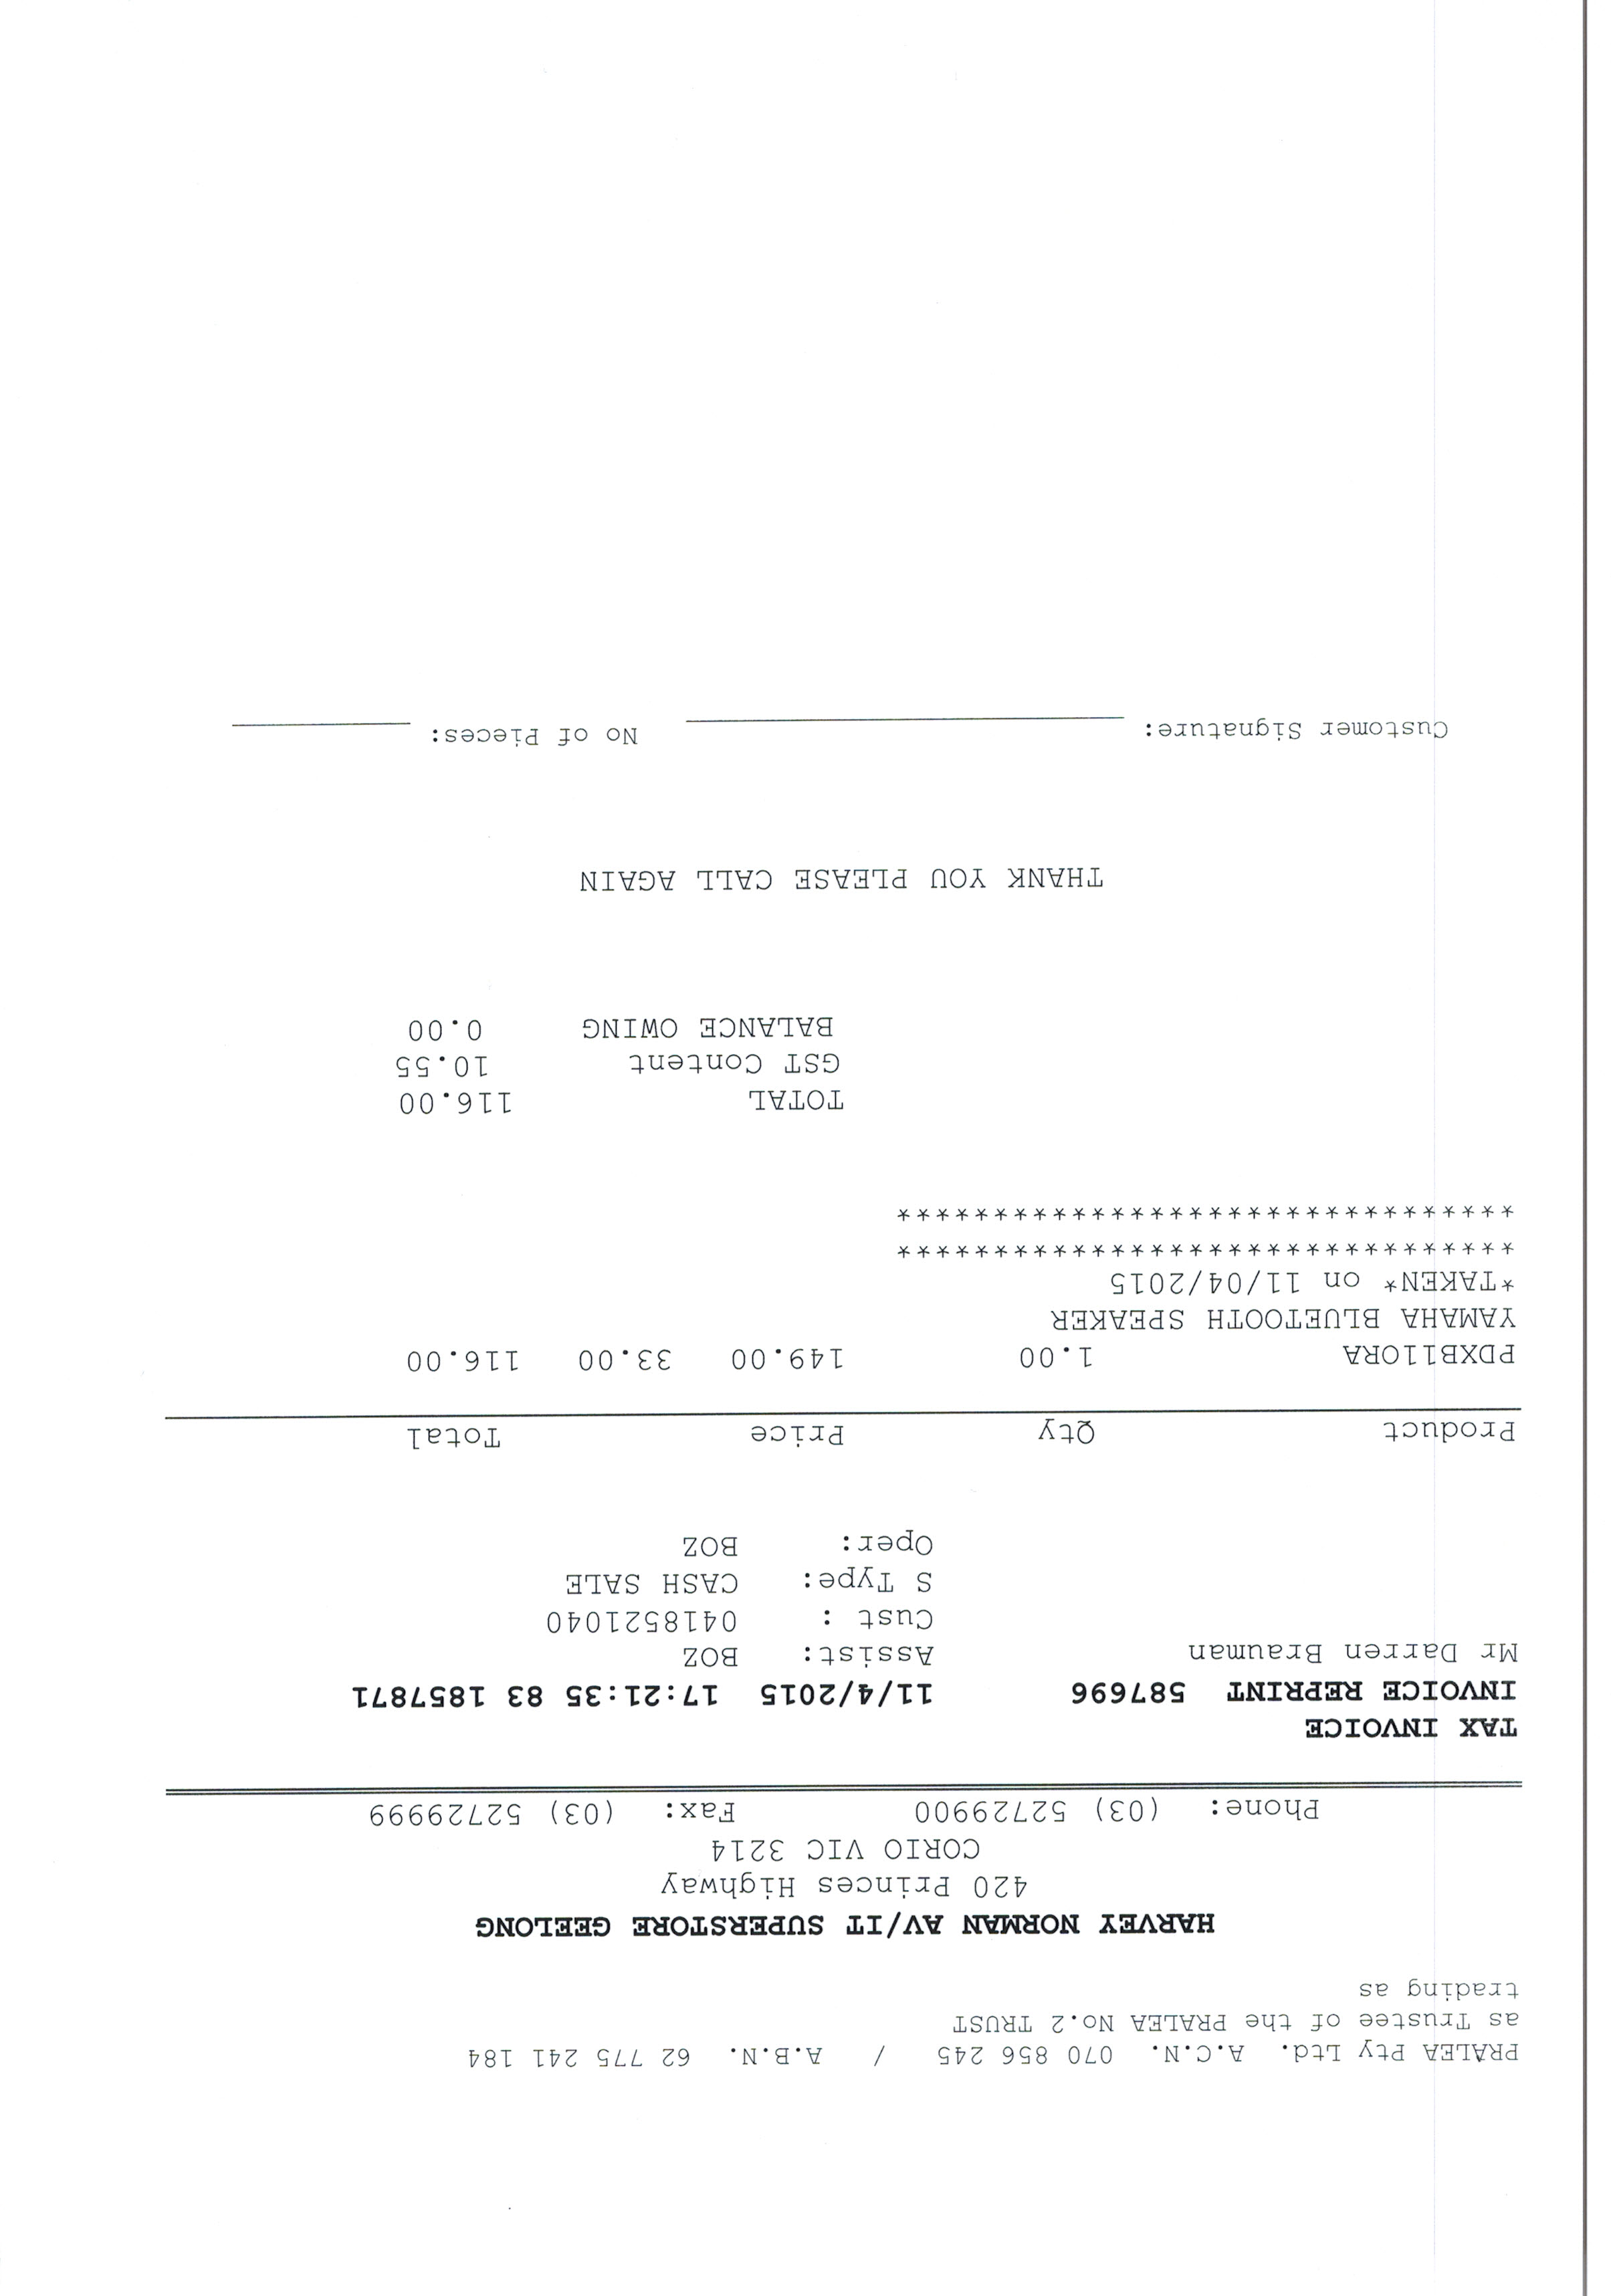 PRALEA Pty Ltd. A.C.N. 070 856 245 / A.B.N. 62 775 241 184
as Trustee of the PRALEA No.2 TRUST
trading as
HARVEY NORMAN AV/IT SUPERSTORE GEELONG
420 Princes Highway
CORIO VIC 3214
Phone: (03) 52729900 Fax: (03) 52729999
TAX INVOICE
INVOICE REPRINT 587696 11/4/2015 17:21:35 83 1857871
Mr Darren Brauman Assist: BOZ
Cust : 0418521040
S Type: CASH SALE
Oper: BOZ
Product Qty Price Total
PDXB11ORA 1.00 149.00 33.00 116.00
YAMAHA BLUETOOTH SPEAKER
*TAKEN* on 11/04/2015
********************************
********************************
TOTAL 116.00
GST Content 10.55
BALANCE OWING 0.00
THANK YOU PLEASE CALL AGAIN
Customer Signature: No of Pieces: